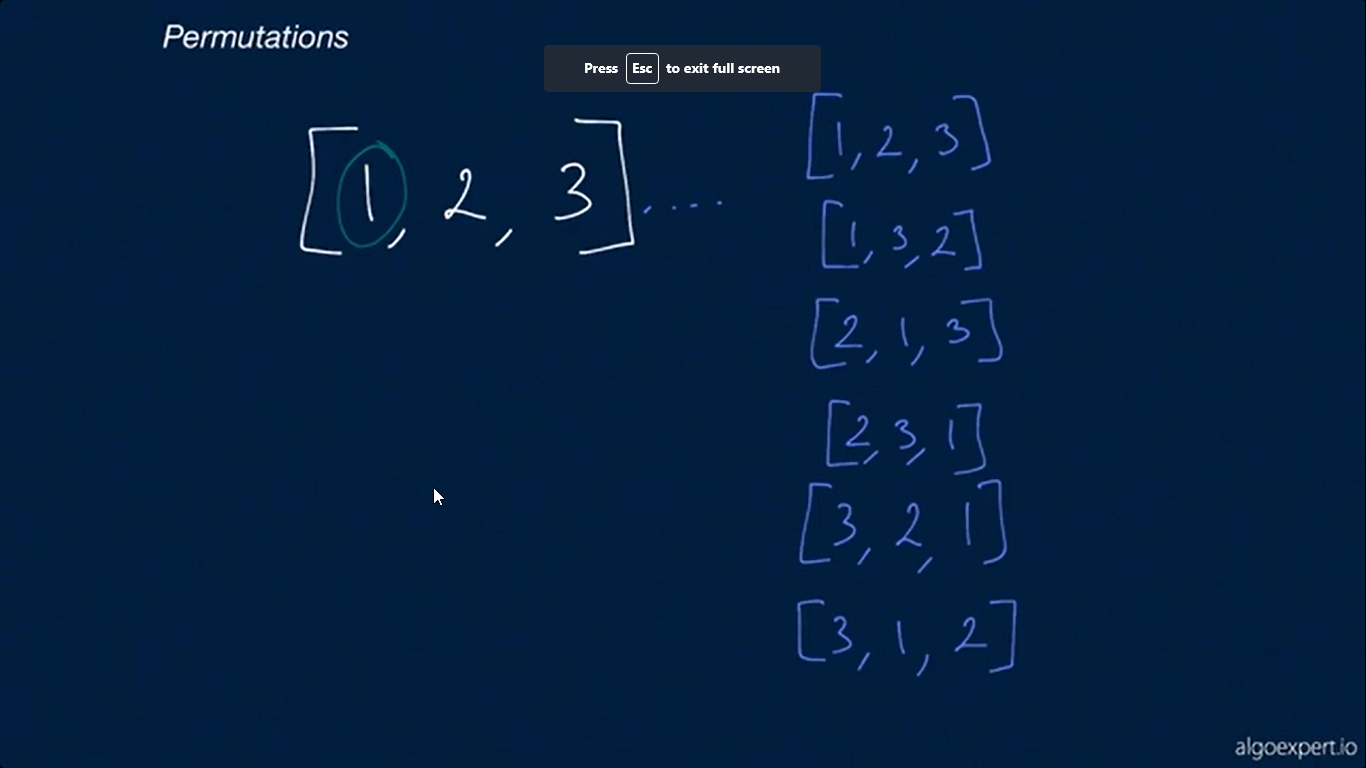 Permutations
Press Esc to exit full screen
[1, 2, 3] ....
[1, 2, 3]
[1, 3, 2]
[2, 1, 3]
[2, 3, 1]
[3, 2, 1]
[3, 1, 2]
algoexpert.io